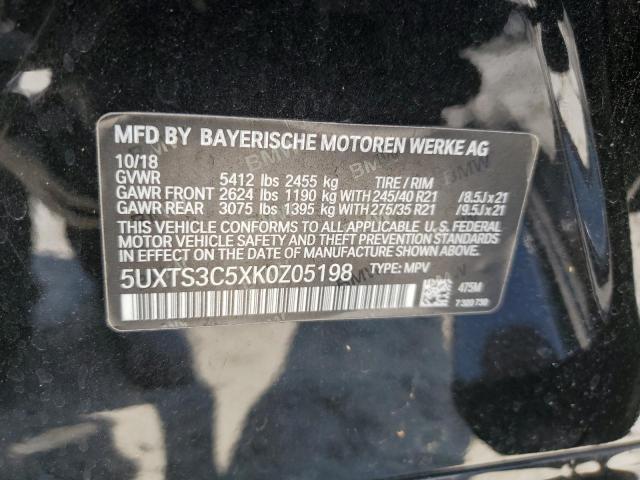 MFD BY BAYERISCHE MOTOREN WERKE AG
10/18
GVWR 5412 lbs 2455 kg TIRE / RIM
GAWR FRONT 2624 lbs 1190 kg WITH 245/40 R21 /8.5Jx21
GAWR REAR 3075 lbs 1395 kg WITH 275/35 R21 /9.5Jx21
THIS VEHICLE CONFORMS TO ALL APPLICABLE U.S. FEDERAL
MOTOR VEHICLE SAFETY AND THEFT PREVENTION STANDARDS
IN EFFECT ON THE DATE OF MANUFACTURE SHOWN ABOVE.
5UXTS3C5XK0Z05198 TYPE: MPV
475M
7389730